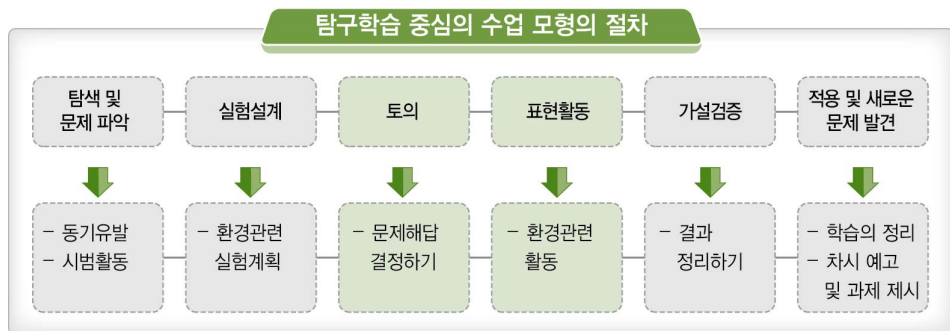 탐구학습 중심의 수업 모형의 절차
탐색 및
문제 파악
실험설계
토의
표현활동
가설검증
적용 및 새로운
문제 발견
- 동기유발
- 시범활동
- 환경관련
실험계획
- 문제해답
결정하기
- 환경관련
활동
- 결과
정리하기
- 학습의 정리
- 차시 예고
및 과제 제시